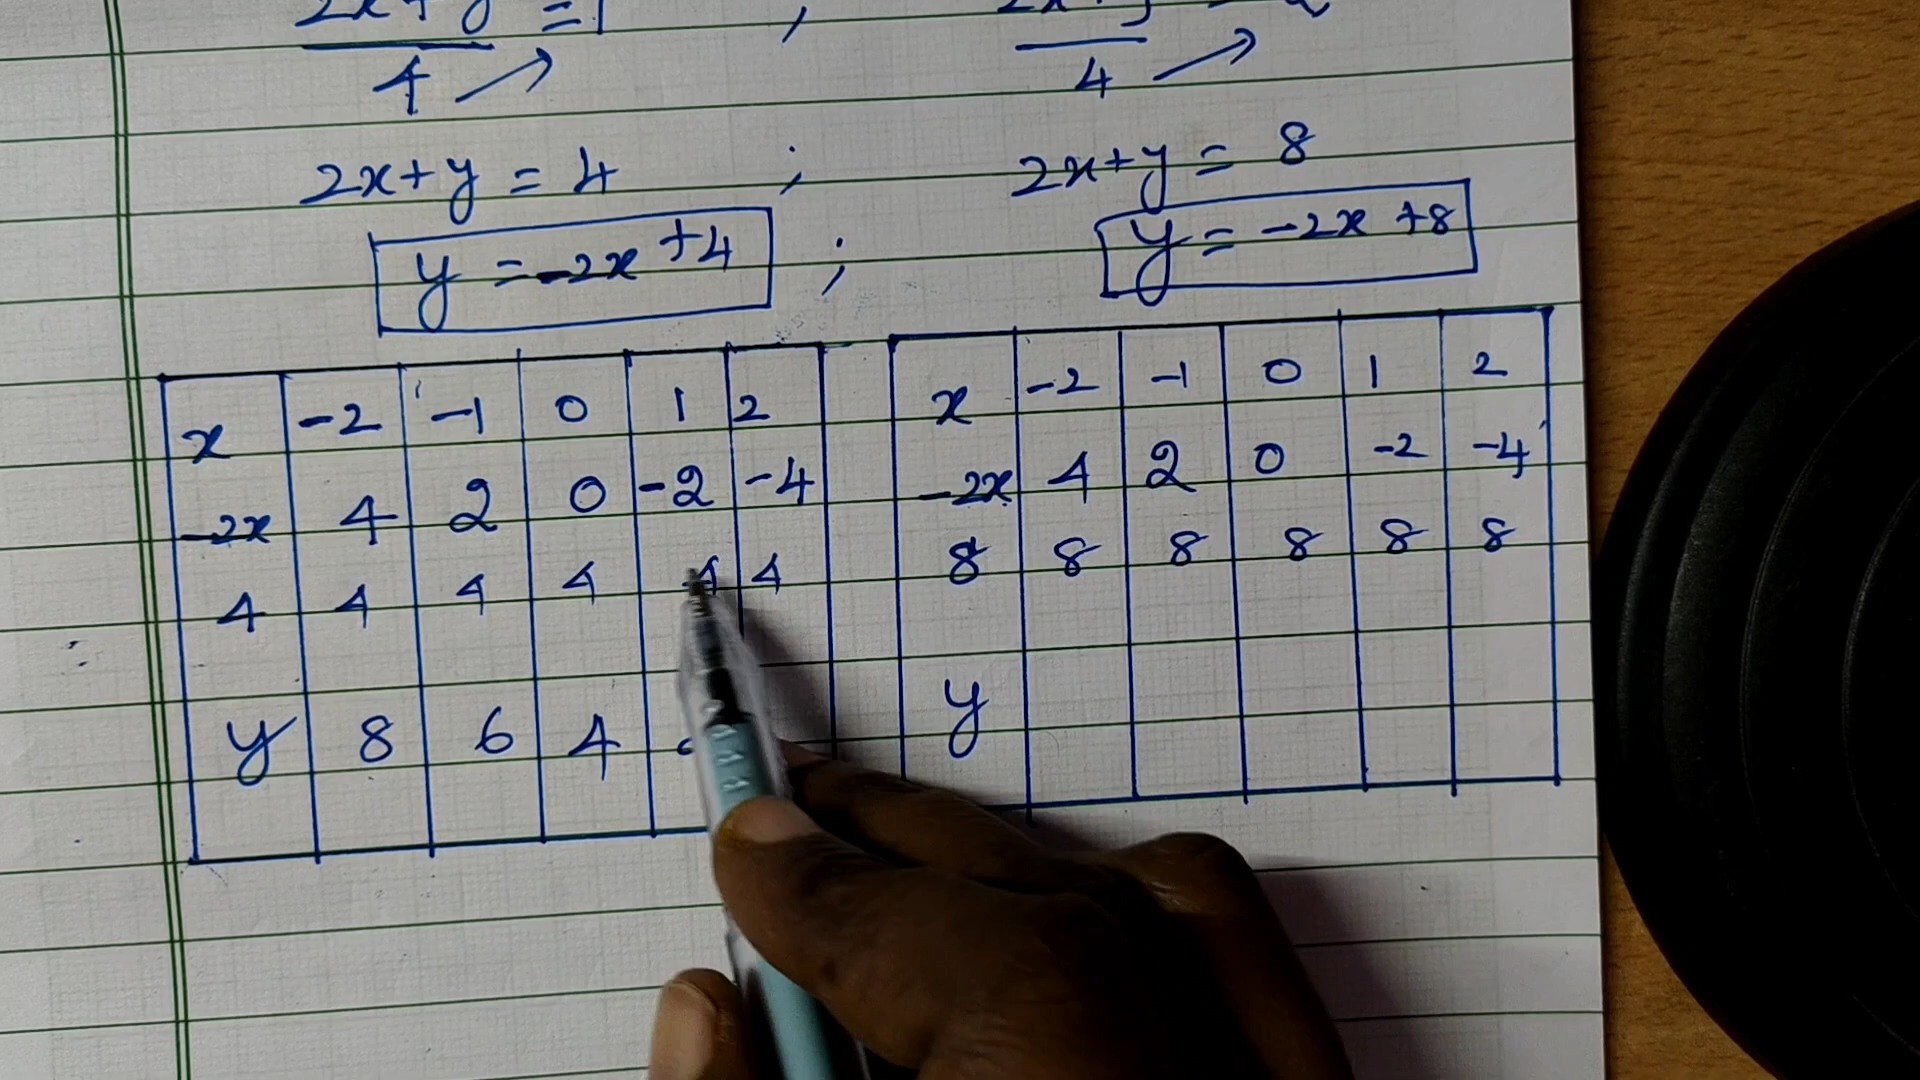 2x+y = 1 ,
4 4
2x+y = 4 ; 2x+y = 8
y = -2x +4 ; y = -2x +8
x -2 -1 0 1 2 x -2 -1 0 1 2
-2x 4 2 0 -2 -4 -2x 4 2 0 -2 -4
4 4 4 4 4 4 8 8 8 8 8 8
y 8 6 4 y